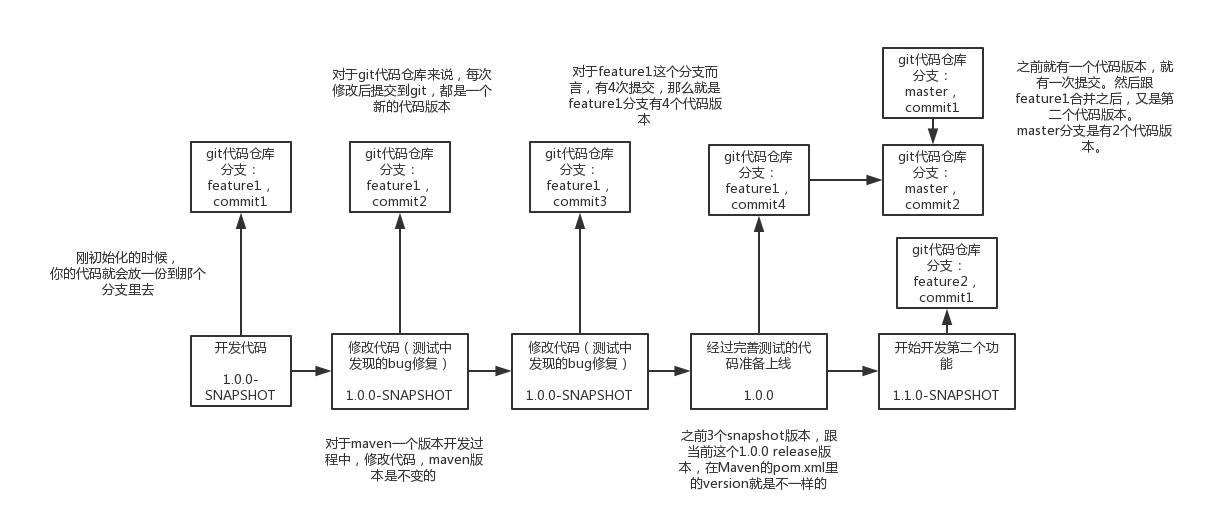 对于git代码仓库来说，每次
修改后提交到git，都是一个
新的代码版本
对于feature1这个分支而
言，有4次提交，那么就是
feature1分支有4个代码版
本
git代码仓库
分支：
master，
commit1
之前就有一个代码版本，就
有一次提交。然后跟
feature1合并之后，又是第
二个代码版本。
master分支是有2个代码版
本。
git代码仓库
分支：
feature1，
commit1
git代码仓库
分支：
feature1，
commit2
git代码仓库
分支：
feature1，
commit3
git代码仓库
分支：
feature1，
commit4
git代码仓库
分支：
master，
commit2
刚初始化的时候，
你的代码就会放一份到那个
分支里去
git代码仓库
分支：
feature2，
commit1
开发代码
1.0.0-
SNAPSHOT
修改代码（测试中
发现的bug修复）
1.0.0-SNAPSHOT
修改代码（测试中
发现的bug修复）
1.0.0-SNAPSHOT
经过完善测试的代
码准备上线
1.0.0
开始开发第二个功
能
1.1.0-SNAPSHOT
对于maven一个版本开发过
程中，修改代码，maven版
本是不变的
之前3个snapshot版本，跟
当前这个1.0.0 release版
本，在Maven的pom.xml里
的version就是不一样的